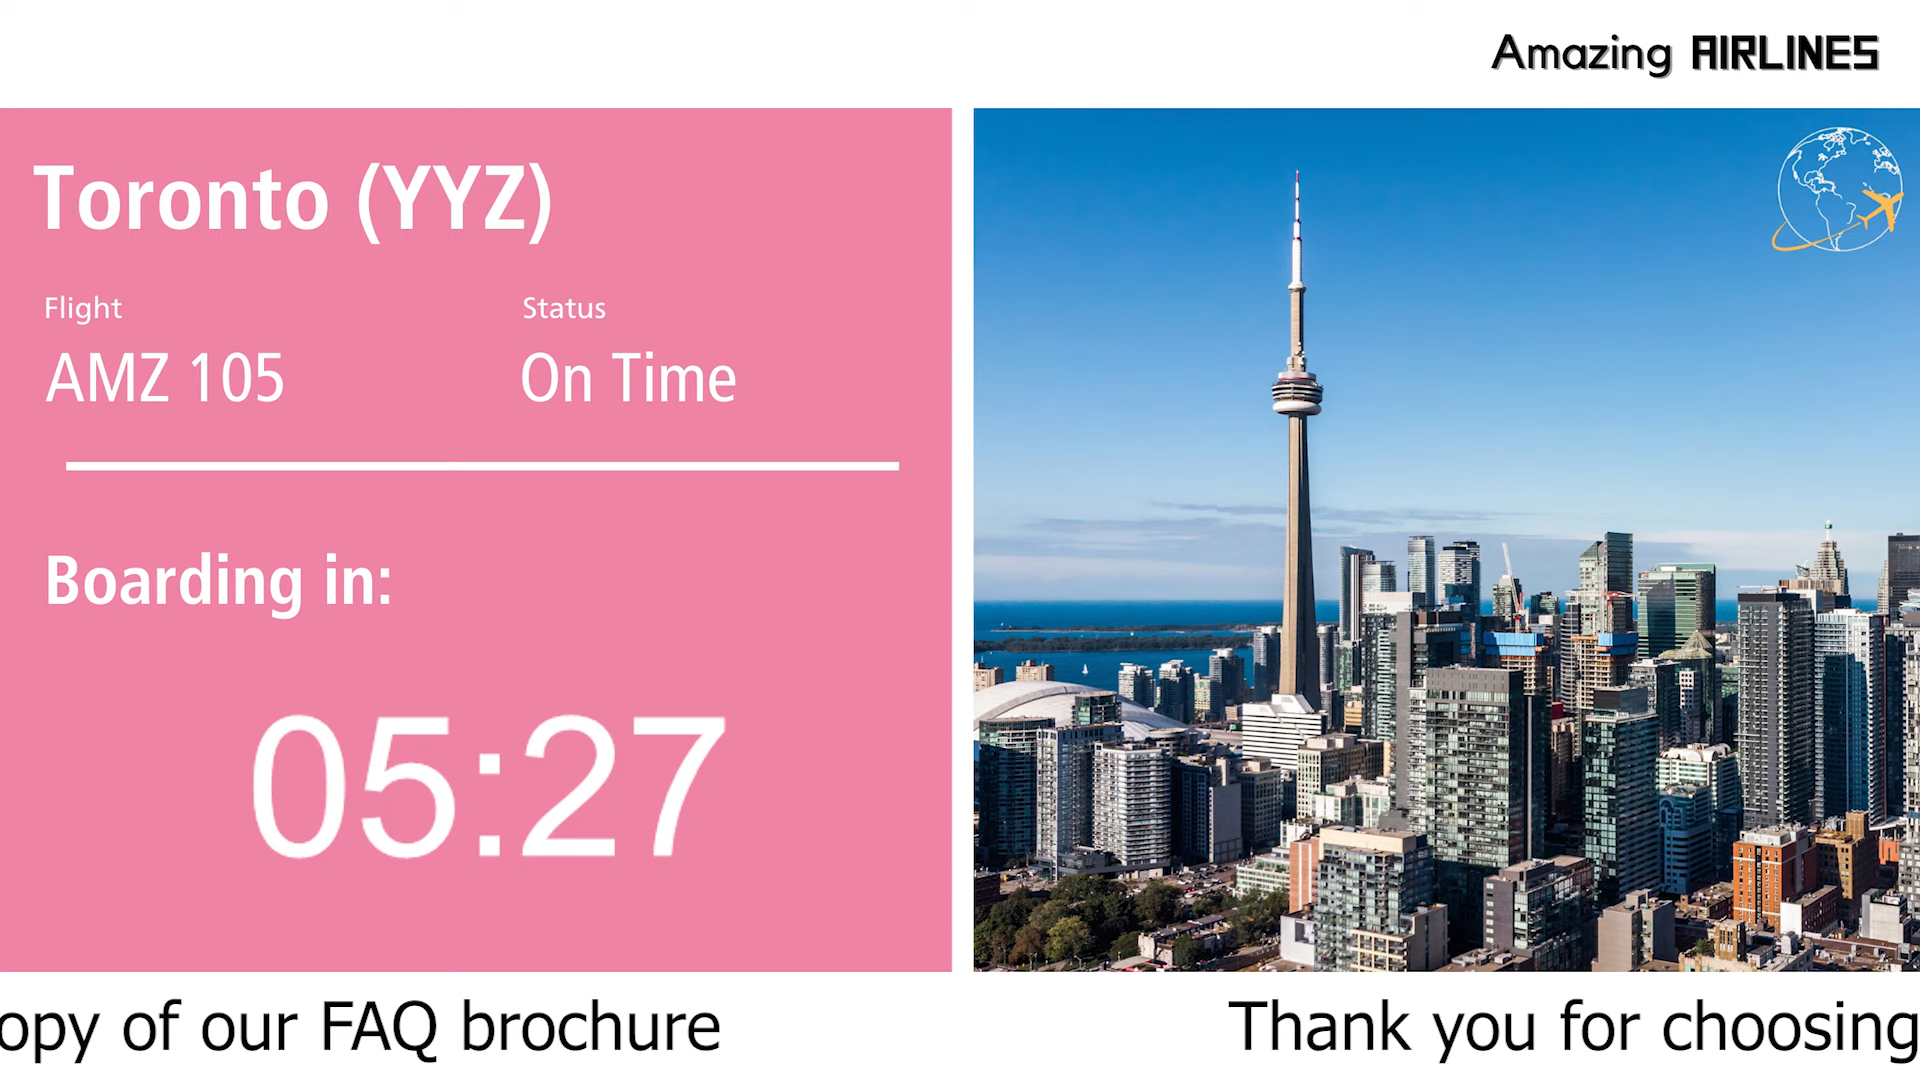 Amazing AIRLINES
Toronto (YYZ)
Flight
Status
AMZ 105
On Time
Boarding in:
05:27
opy of our FAQ brochure
Thank you for choosing